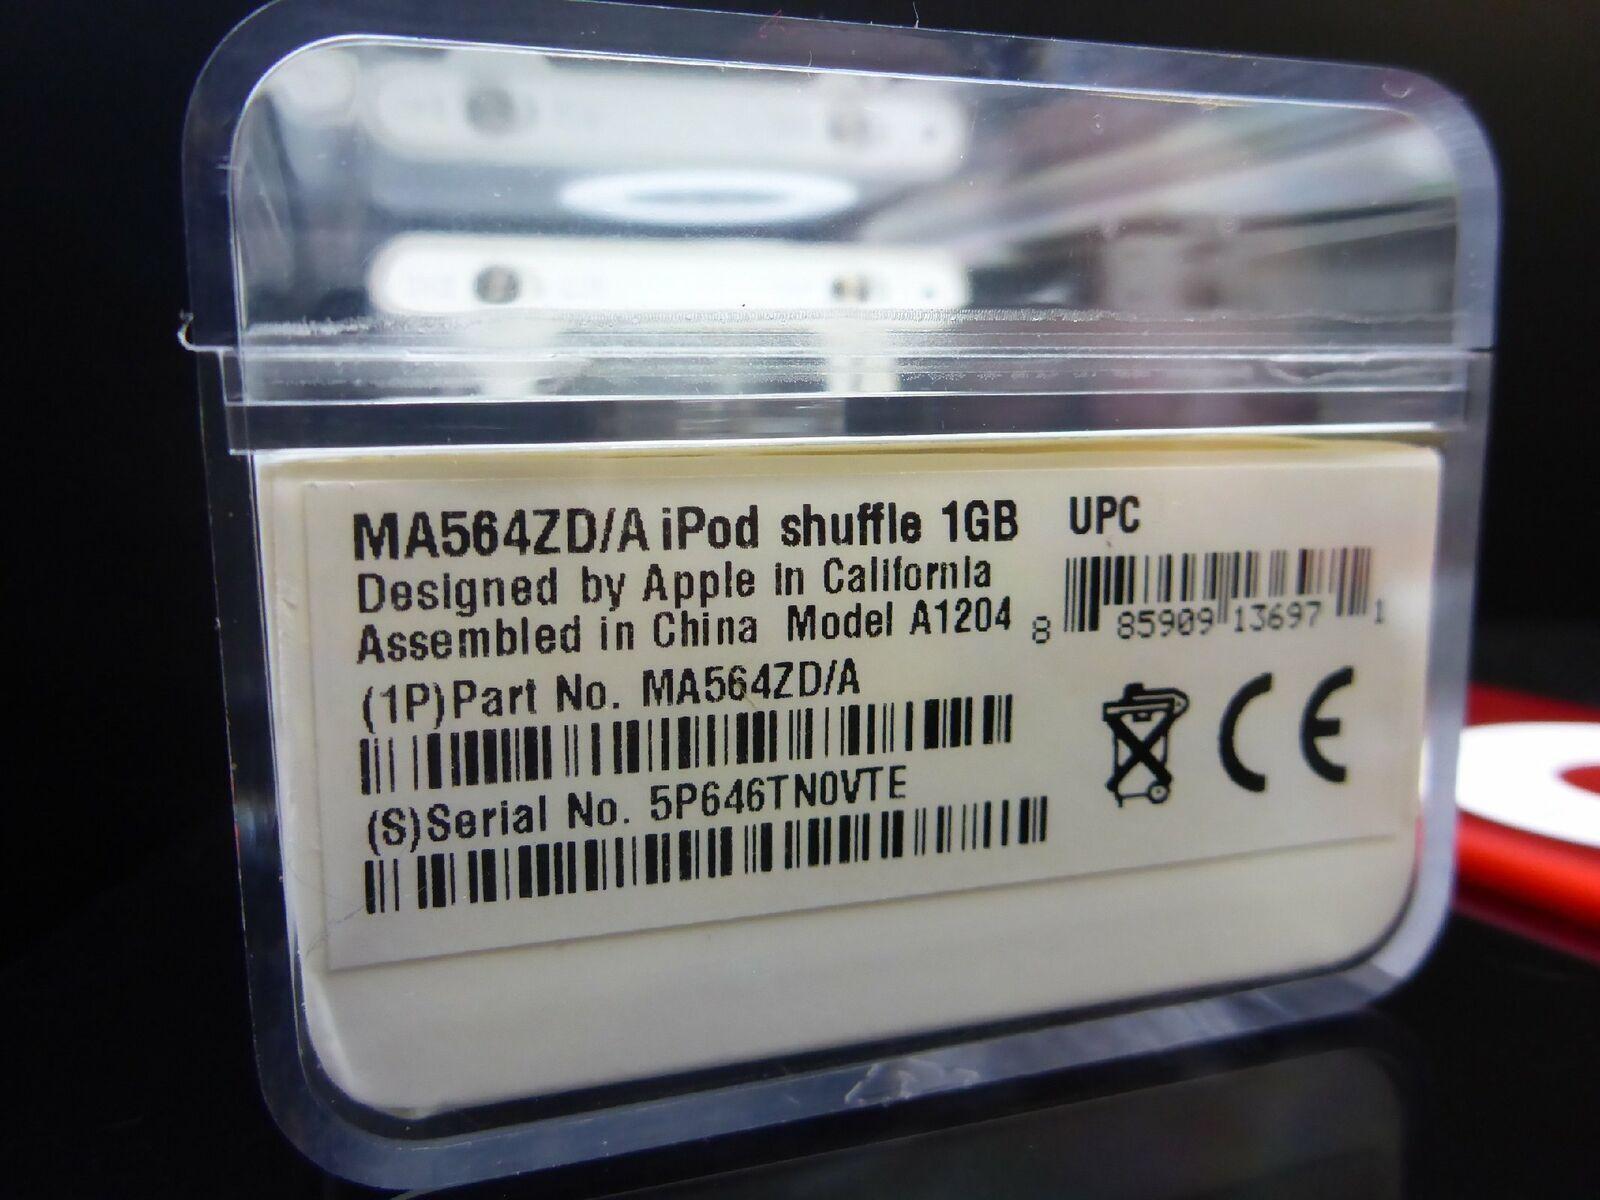 MA564ZD/A iPod shuffle 1GB UPC
Designed by Apple in California
Assembled in China Model A1204
8 85909 13697 1
(1P)Part No. MA564ZD/A
(S)Serial No. 5P646TN0VTE
CE